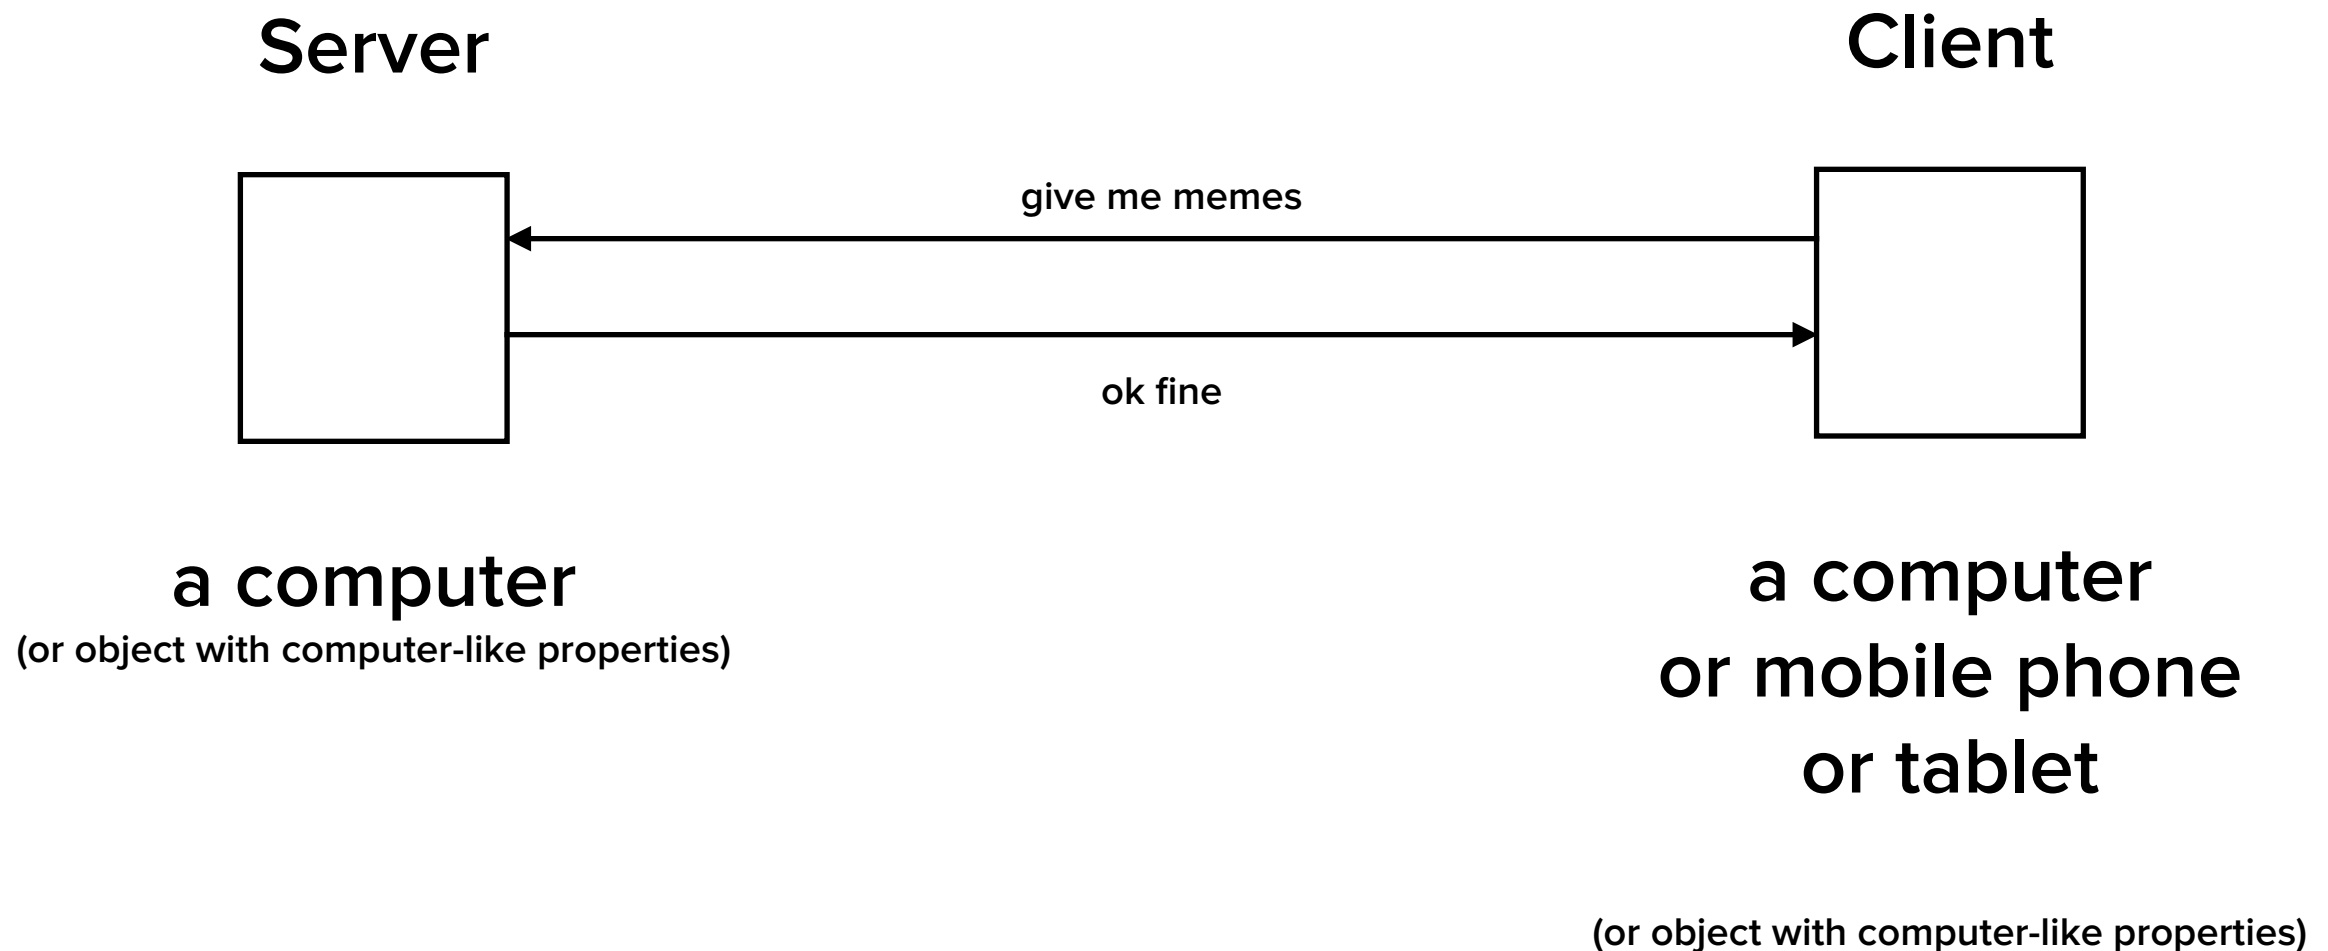 Server
Client
give me memes
ok fine
a computer
(or object with computer-like properties)
a computer
or mobile phone
or tablet
(or object with computer-like properties)